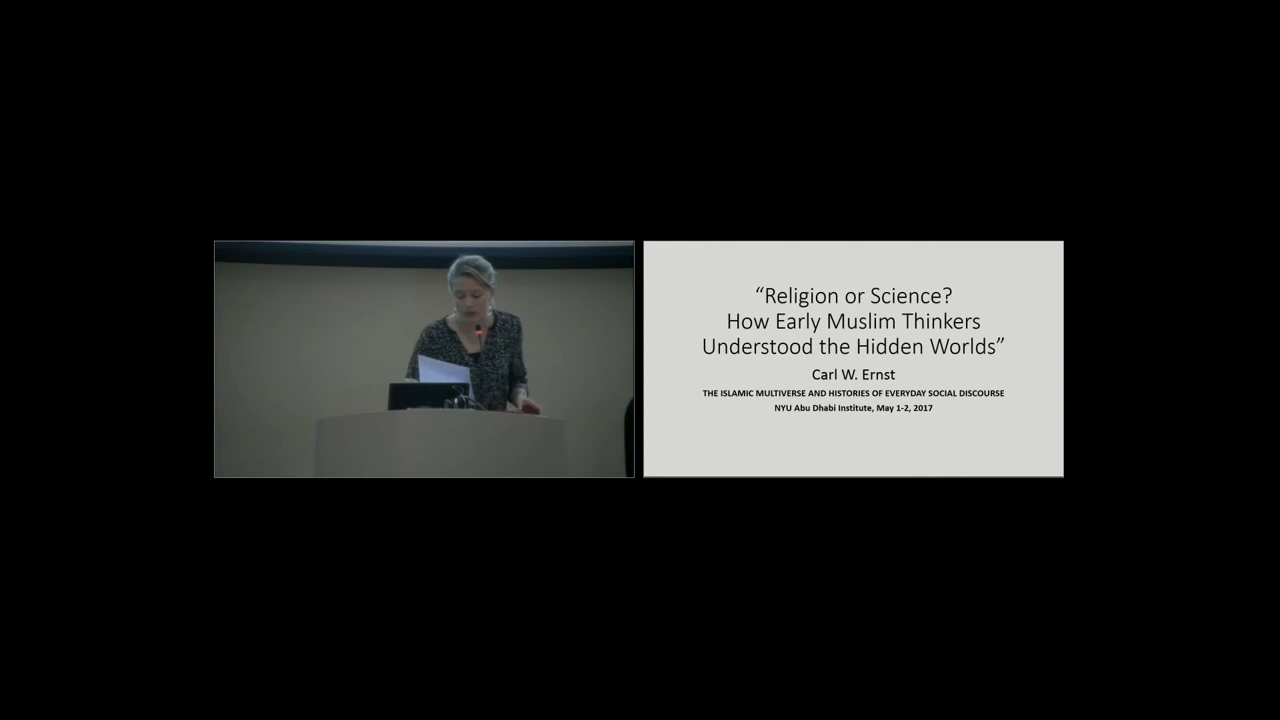 “Religion or Science?
How Early Muslim Thinkers
Understood the Hidden Worlds”
Carl W. Ernst
THE ISLAMIC MULTIVERSE AND HISTORIES OF EVERYDAY SOCIAL DISCOURSE
NYU Abu Dhabi Institute, May 1-2, 2017